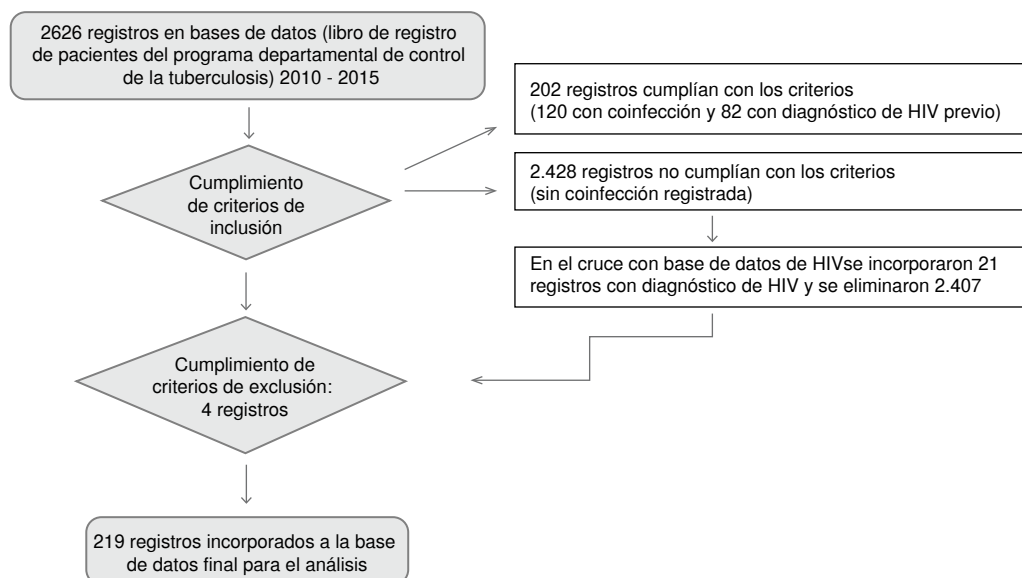 2626 registros en bases de datos (libro de registro
de pacientes del programa departamental de control
de la tuberculosis) 2010 - 2015
202 registros cumplían con los criterios
(120 con coinfección y 82 con diagnóstico de HIV previo)
Cumplimiento
de criterios de
inclusión
2.428 registros no cumplían con los criterios
(sin coinfección registrada)
En el cruce con base de datos de HIVse incorporaron 21
registros con diagnóstico de HIV y se eliminaron 2.407
Cumplimiento de
criterios de exclusión:
4 registros
219 registros incorporados a la base
de datos final para el análisis